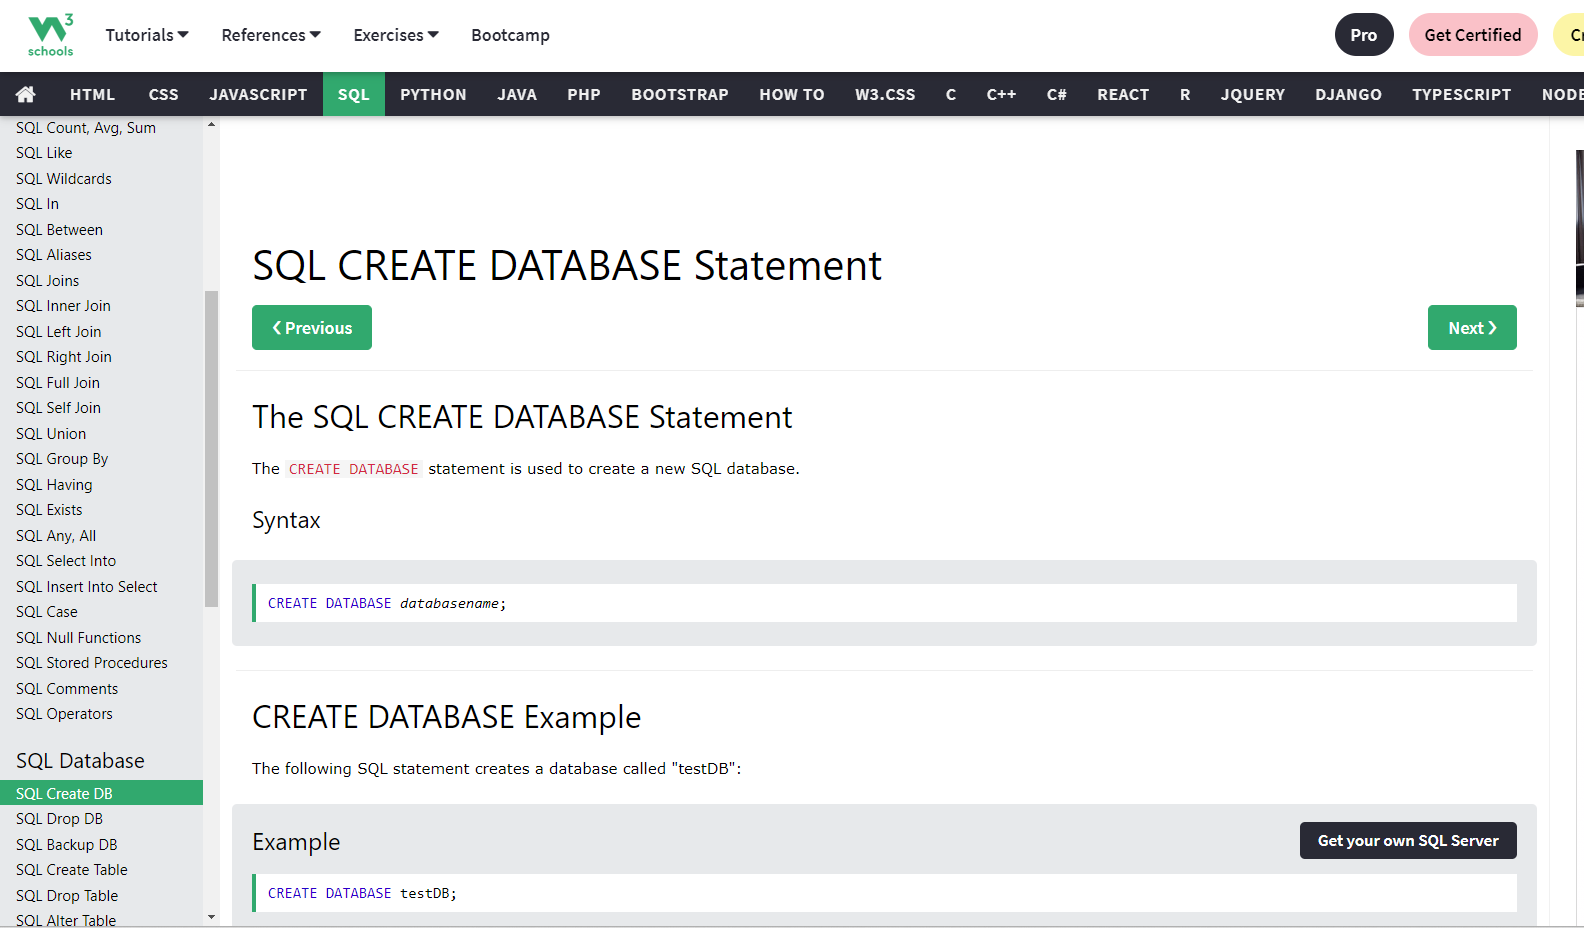 W3
schools
Tutorials
References
Exercises
Bootcamp
Pro
Get Certified
HTML
CSS
JAVASCRIPT
SQL
PYTHON
JAVA
PHP
BOOTSTRAP
HOW TO
W3.CSS
C
C++
C#
REACT
R
JQUERY
DJANGO
TYPESCRIPT
SQL Count, Avg, Sum
SQL Like
SQL Wildcards
SQL In
SQL Between
SQL Aliases
SQL Joins
SQL Inner Join
SQL Left Join
SQL Right Join
SQL Full Join
SQL Self Join
SQL Union
SQL Group By
SQL Having
SQL Exists
SQL Any, All
SQL Select Into
SQL Insert Into Select
SQL Case
SQL Null Functions
SQL Stored Procedures
SQL Comments
SQL Operators
SQL Database
SQL Create DB
SQL Drop DB
SQL Backup DB
SQL Create Table
SQL Drop Table
SQL Alter Table
SQL CREATE DATABASE Statement
❮ Previous
Next ❯
The SQL CREATE DATABASE Statement
The CREATE DATABASE statement is used to create a new SQL database.
Syntax
CREATE DATABASE databasename;
CREATE DATABASE Example
The following SQL statement creates a database called "testDB":
Example
Get your own SQL Server
CREATE DATABASE testDB;